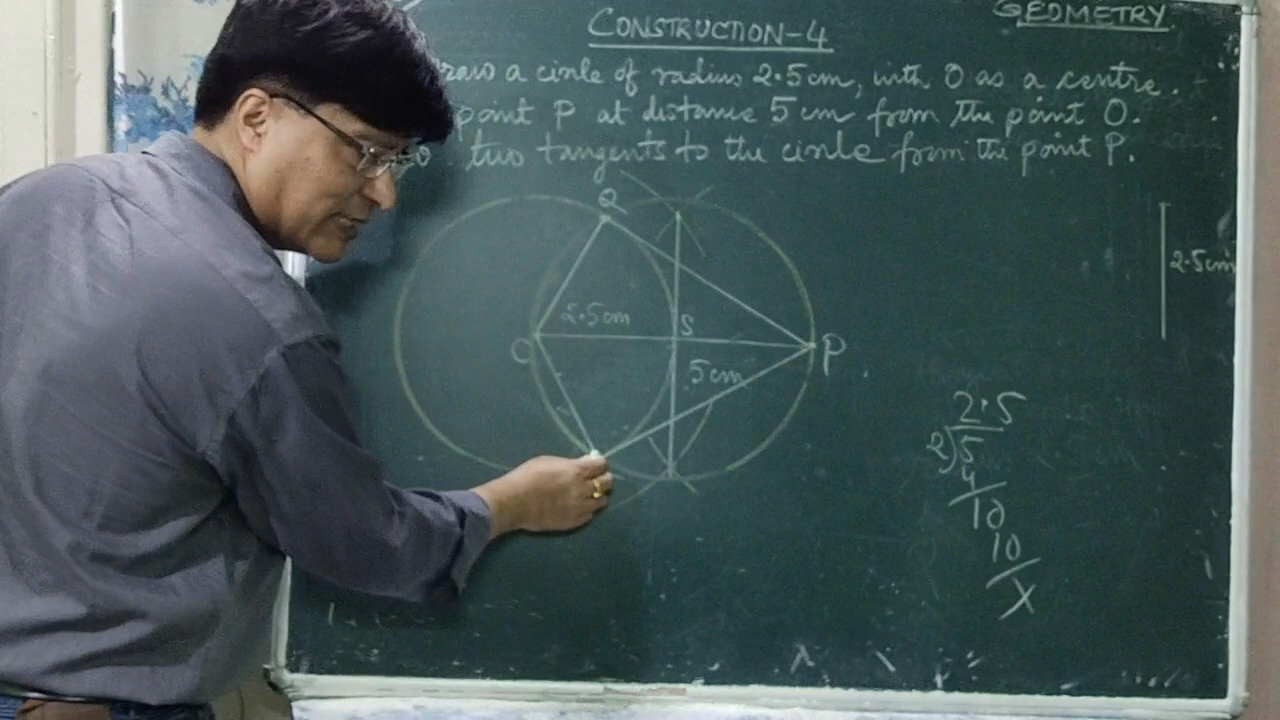 GEOMETRY
CONSTRUCTION-4
raw a circle of radius 2.5cm, with O as a centre.
point P at distance 5 cm from the point O.
two tangents to the circle from the point P.
Q
2.5cm
S
O
P
5cm
2.5cm
2.5
2)5
4
10
10
x